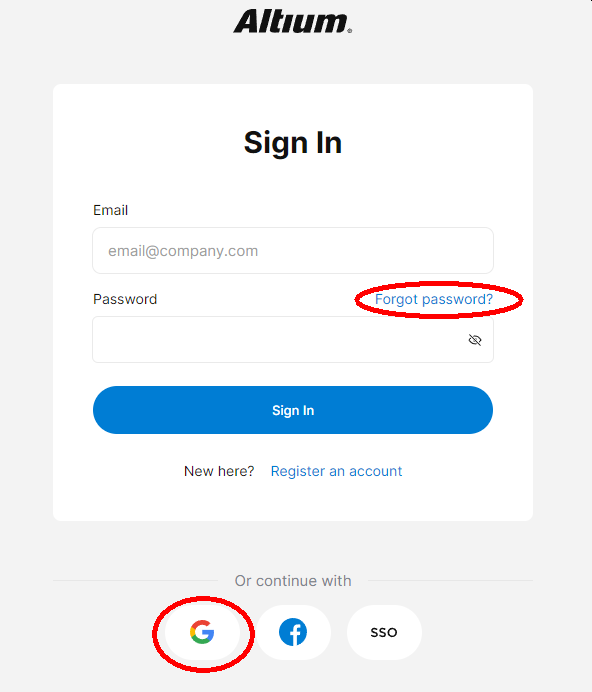 Altium®
Sign In
Email
email@company.com
Password Forgot password?
Sign In
New here? Register an account
Or continue with
G f SSO